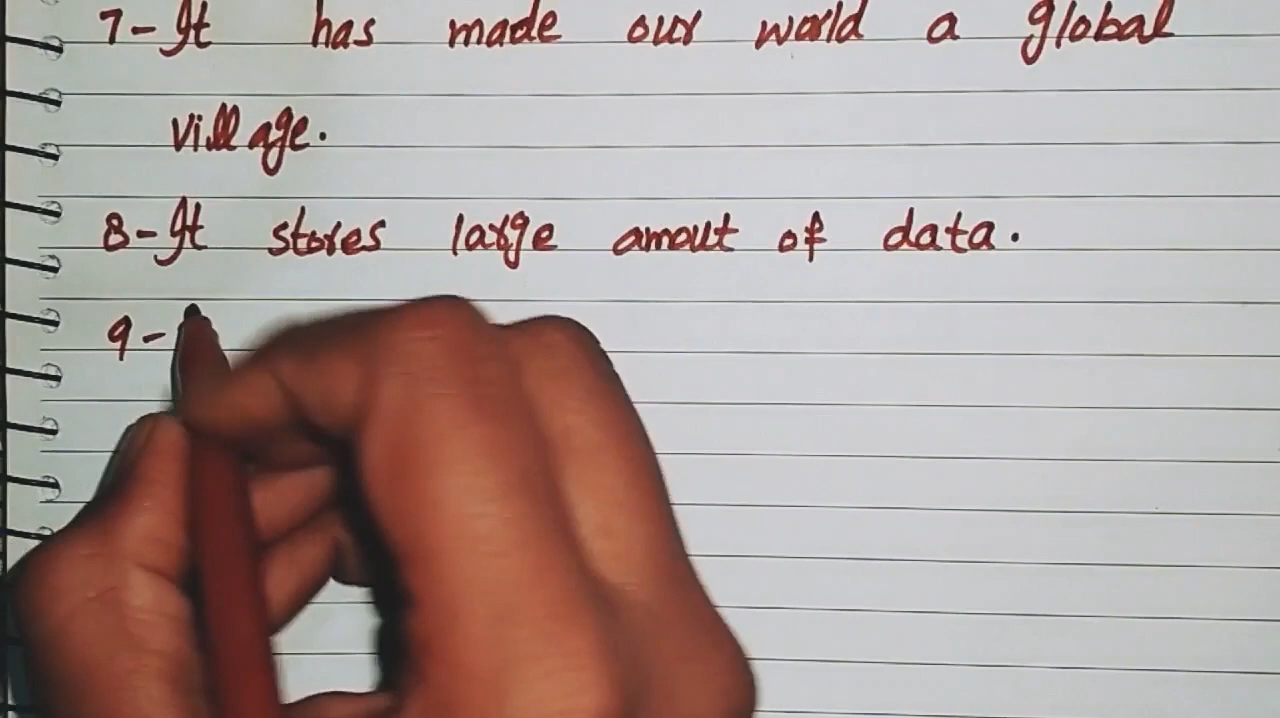 7-It has made our world a global
village.
8-It stores large amout of data.
9-